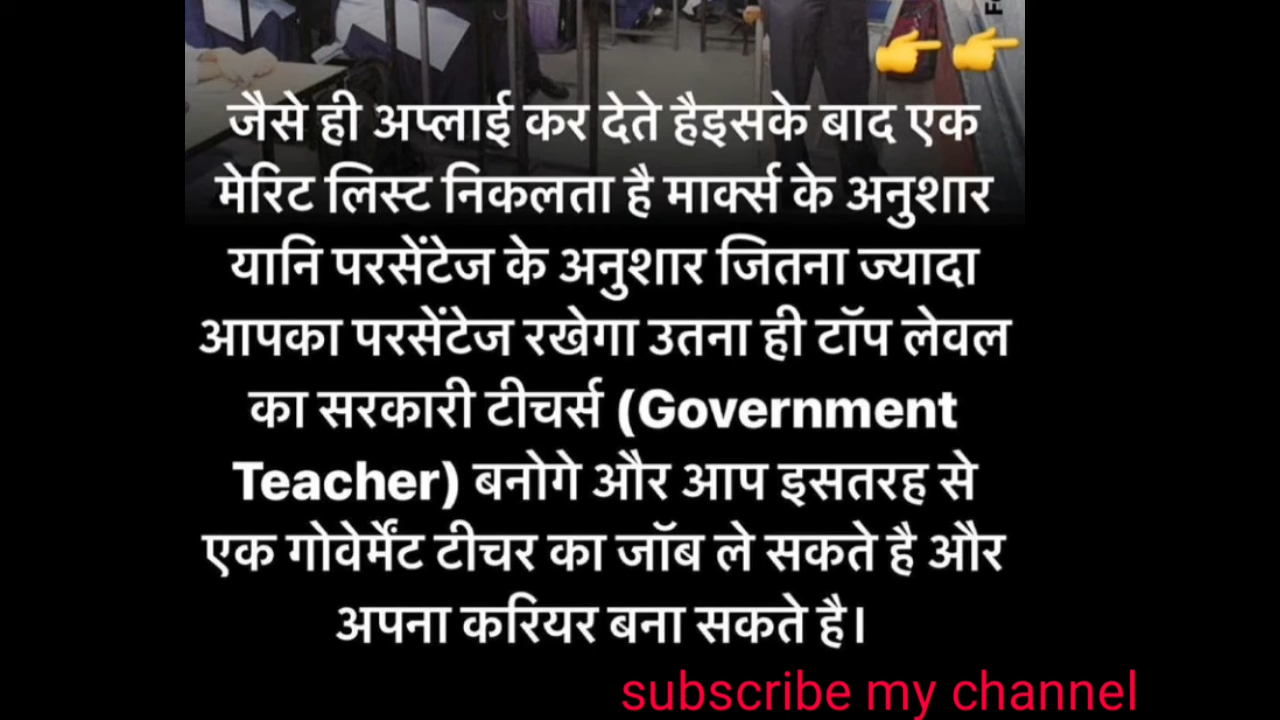 जैसे ही अप्लाई कर देते हैइसके बाद एक
मेरिट लिस्ट निकलता है मार्क्स के अनुशार
यानि परसेंटेज के अनुशार जितना ज्यादा
आपका परसेंटेज रखेगा उतना ही टॉप लेवल
का सरकारी टीचर्स (Government
Teacher) बनोगे और आप इसतरह से
एक गोवेर्मेंट टीचर का जॉब ले सकते है और
अपना करियर बना सकते है।
subscribe my channel